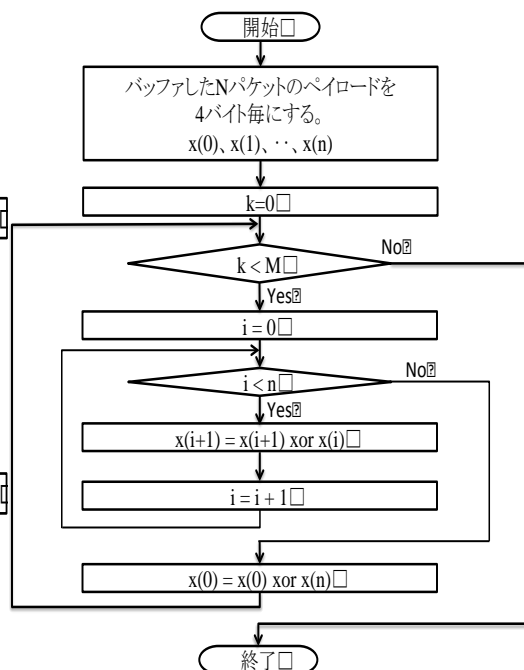 開始□
バッファしたNパケットのペイロードを
4バイト毎にする。
x(0)、x(1)、‥、x(n)
k=0□
k < M□
No⍰
Yes⍰
i = 0□
i < n□
No⍰
Yes⍰
x(i+1) = x(i+1) xor x(i)□
i = i + 1□
x(0) = x(0) xor x(n)□
終了□